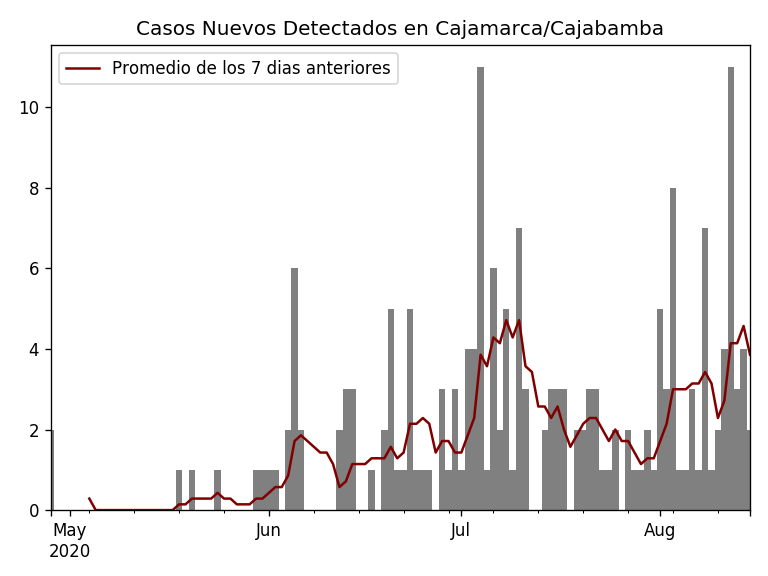 Casos Nuevos Detectados en Cajamarca/Cajabamba
Promedio de los 7 dias anteriores
10
8
6
4
2
0
May Jun Jul Aug
2020